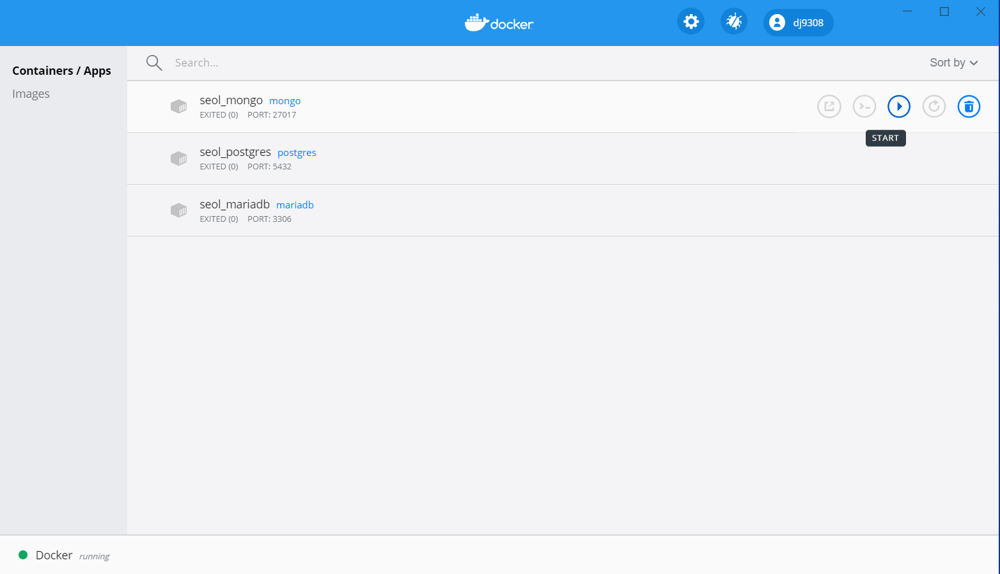 docker
dj9308
Containers / Apps
Images
Search...
Sort by
seol_mongo mongo
EXITED (0) PORT: 27017
START
seol_postgres postgres
EXITED (0) PORT: 5432
seol_mariadb mariadb
EXITED (0) PORT: 3306
Docker running